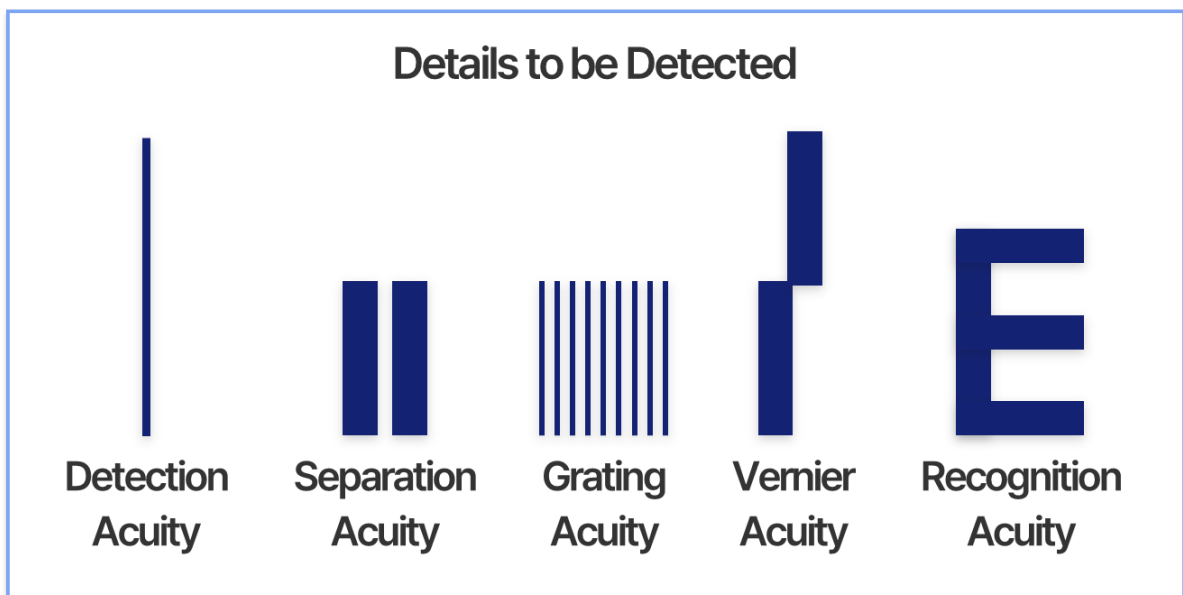 Details to be Detected
E
Detection Acuity
Separation Acuity
Grating Acuity
Vernier Acuity
Recognition Acuity